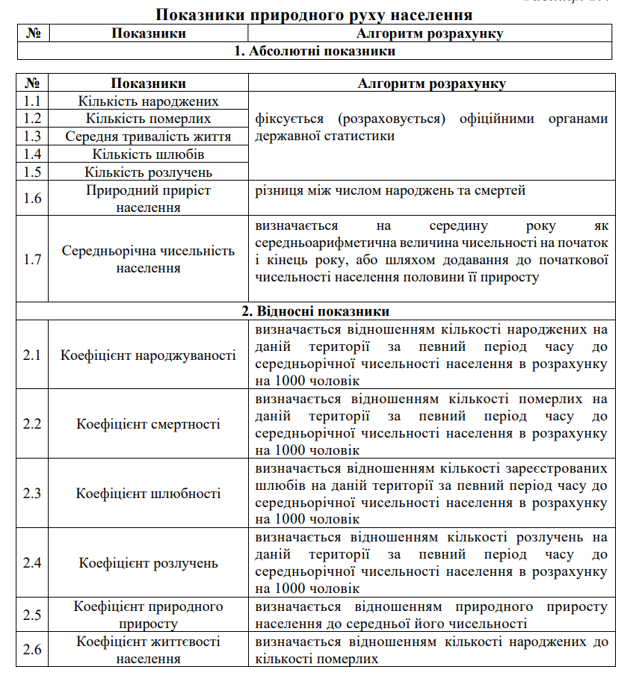 Показники природного руху населення
№ Показники Алгоритм розрахунку
1. Абсолютні показники
№ Показники Алгоритм розрахунку
1.1 Кількість народжених
1.2 Кількість померлих
1.3 Середня тривалість життя
1.4 Кількість шлюбів
1.5 Кількість розлучень
фіксується (розраховується) офіційними органами
державної статистики
1.6 Природний приріст
населення
різниця між числом народжень та смертей
1.7 Середньорічна чисельність
населення
визначається на середину року як
середньоарифметична величина чисельності на початок
і кінець року, або шляхом додавання до початкової
чисельності населення половини її приросту
2. Відносні показники
2.1 Коефіцієнт народжуваності
визначається відношенням кількості народжених на
даній території за певний період часу до
середньорічної чисельності населення в розрахунку
на 1000 чоловік
2.2 Коефіцієнт смертності
визначається відношенням кількості померлих на
даній території за певний період часу до
середньорічної чисельності населення в розрахунку
на 1000 чоловік
2.3 Коефіцієнт шлюбності
визначається відношенням кількості зареєстрованих
шлюбів на даній території за певний період часу до
середньорічної чисельності населення в розрахунку
на 1000 чоловік
2.4 Коефіцієнт розлучень
визначається відношенням кількості розлучень на
даній території за певний період часу до
середньорічної чисельності населення в розрахунку
на 1000 чоловік
2.5 Коефіцієнт природного
приросту
визначається відношенням природного приросту
населення до середньої його чисельності
2.6 Коефіцієнт життєвості
населення
визначається відношенням кількості народжених до
кількості померлих